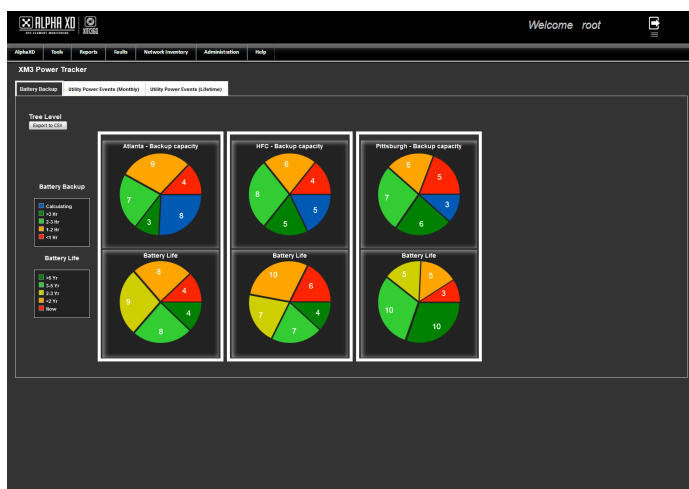 ALPHA XD
XM360
HFC ELEMENT MONITORING
Welcome root
AlphaXD Tools Reports Faults Network Inventory Administration Help
XM3 Power Tracker
Battery Backup Utility Power Events (Monthly) Utility Power Events (Lifetime)
Tree Level
Export to CSV
Battery Backup
Calculating
>3 Hr
2-3 Hr
1-2 Hr
<1 Hr
Battery Life
>5 Yr
3-5 Yr
2-3 Yr
<2 Yr
Now
Atlanta - Backup capacity
9
4
7
3
8
Battery Life
8
4
9
4
8
HFC - Backup capacity
6
4
8
5
5
Battery Life
10
6
7
4
7
Pittsburgh - Backup capacity
5
5
7
3
6
Battery Life
5
5
3
10
10